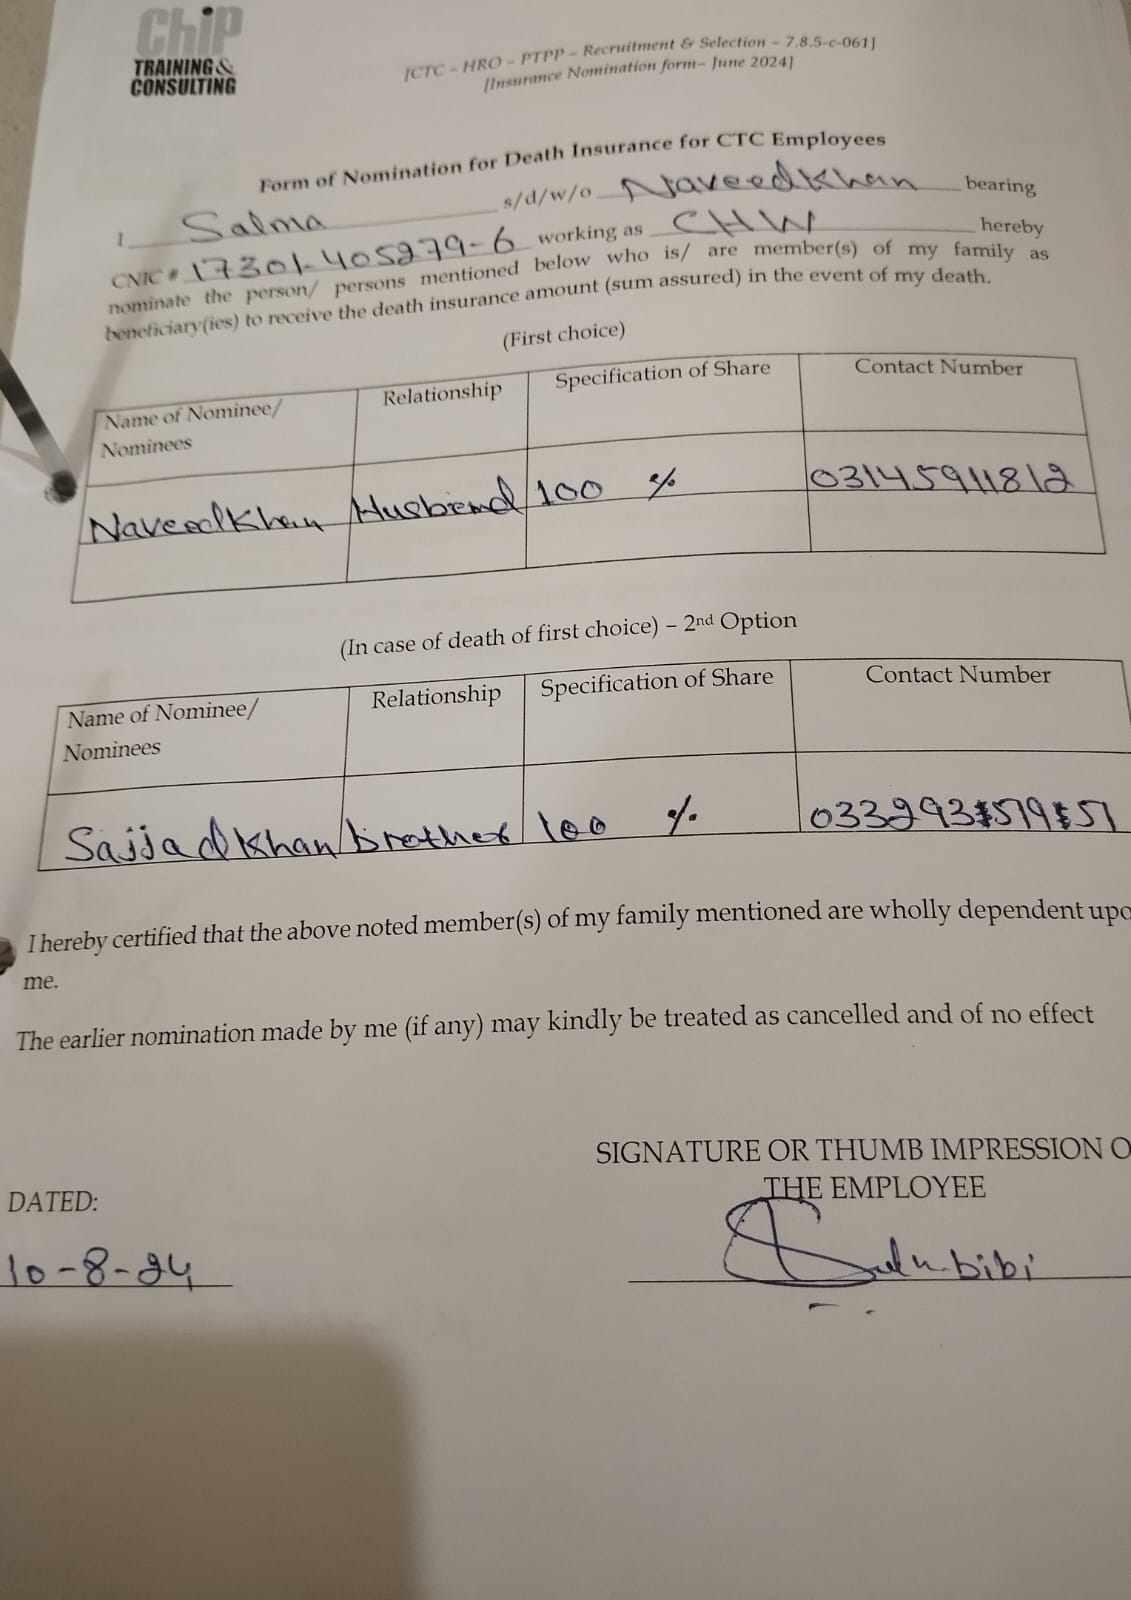 ChiP
TRAINING &
CONSULTING
[CTC - HRO - PTPP - Recruitment & Selection - 7.8.5-c-061]
[Insurance Nomination form- June 2024]
Form of Nomination for Death Insurance for CTC Employees
I Salma s/d/w/o Naveed Khan bearing
CNIC # 17301-405279-6 working as CHW hereby
nominate the person/ persons mentioned below who is/ are member(s) of my family as
beneficiary(ies) to receive the death insurance amount (sum assured) in the event of my death.
(First choice)
Name of Nominee/ Relationship Specification of Share Contact Number
Nominees
Naveed Khan Husbend 100 % 03145911812
(In case of death of first choice) – 2nd Option
Name of Nominee/ Relationship Specification of Share Contact Number
Nominees
Sajjad Khan brother 100 %
I hereby certified that the above noted member(s) of my family mentioned are wholly dependent upo
me.
The earlier nomination made by me (if any) may kindly be treated as cancelled and of no effect
SIGNATURE OR THUMB IMPRESSION O
THE EMPLOYEE
DATED:
10-8-24
bibi